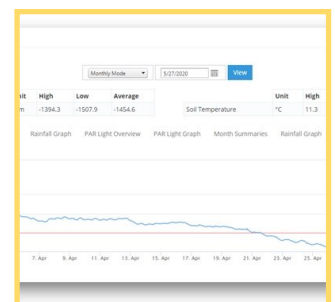 Monthly Mode 5/27/2020 View
nit High Low Average Unit High
m -1394.3 -1507.9 -1454.6 Soil Temperature °C 11.3
Rainfall Graph PAR Light Overview PAR Light Graph Month Summaries Rainfall Graph
7. Apr 9. Apr 11. Apr 13. Apr 15. Apr 17. Apr 19. Apr 21. Apr 23. Apr 25. Apr